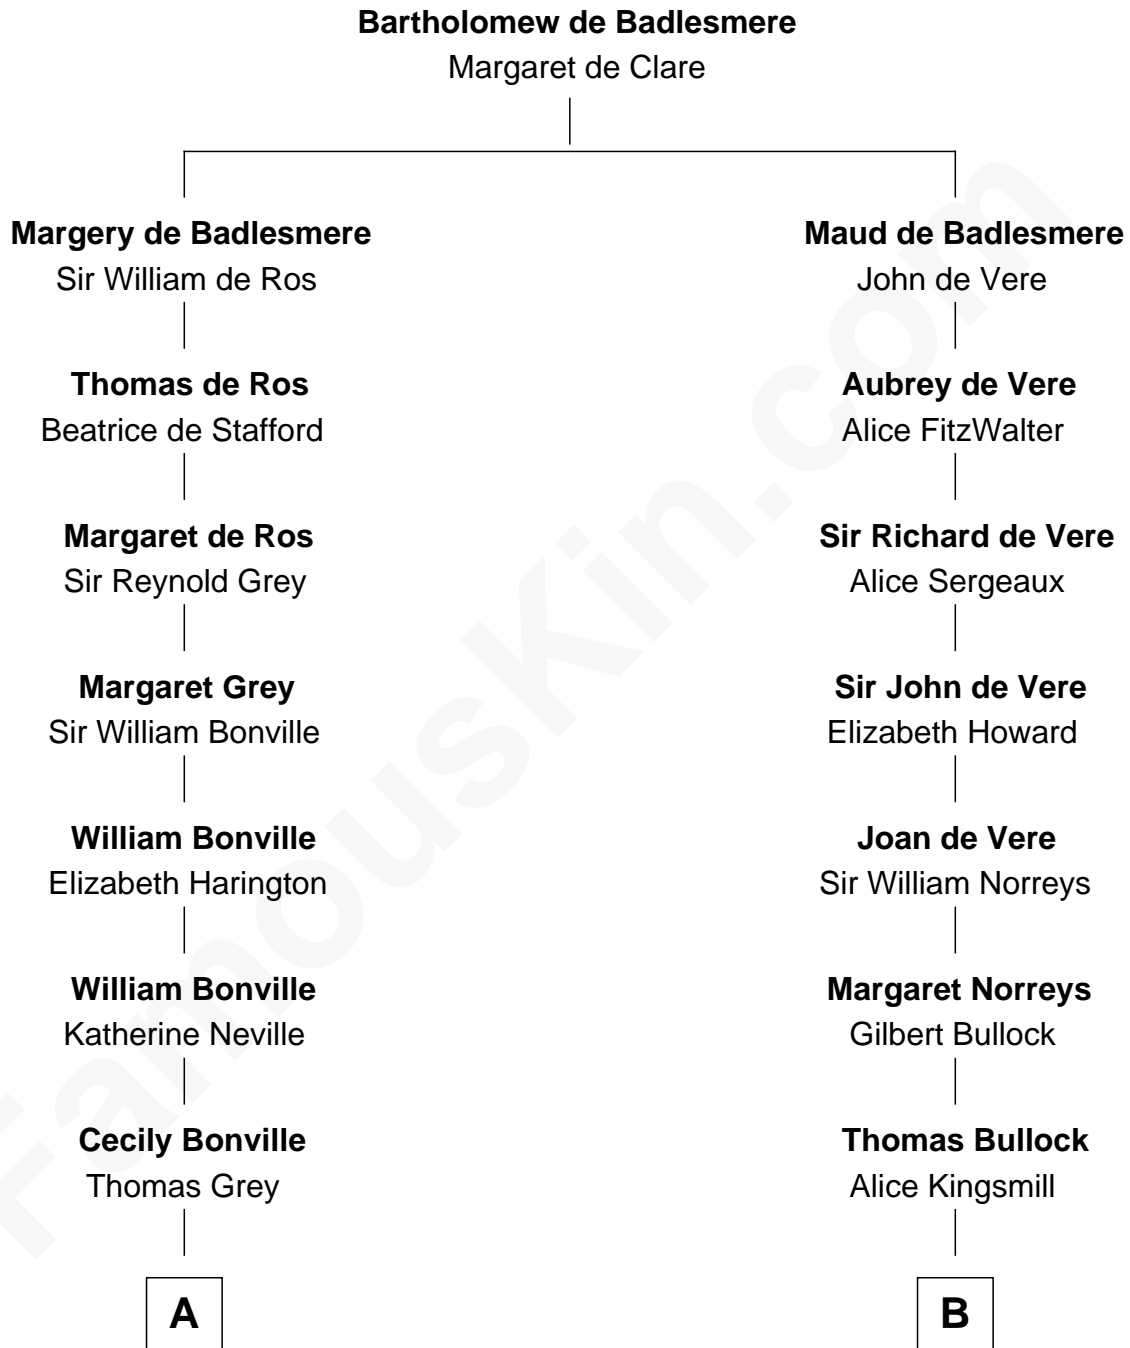 Bartholomew de Badlesmere
Margaret de Clare
Margery de Badlesmere
Sir William de Ros
Maud de Badlesmere
John de Vere
Thomas de Ros
Beatrice de Stafford
Aubrey de Vere
Alice FitzWalter
Margaret de Ros
Sir Reynold Grey
Sir Richard de Vere
Alice Sergeaux
Margaret Grey
Sir William Bonville
Sir John de Vere
Elizabeth Howard
William Bonville
Elizabeth Harington
Joan de Vere
Sir William Norreys
William Bonville
Katherine Neville
Margaret Norreys
Gilbert Bullock
Cecily Bonville
Thomas Grey
Thomas Bullock
Alice Kingsmill
A
B
FamousKin.com